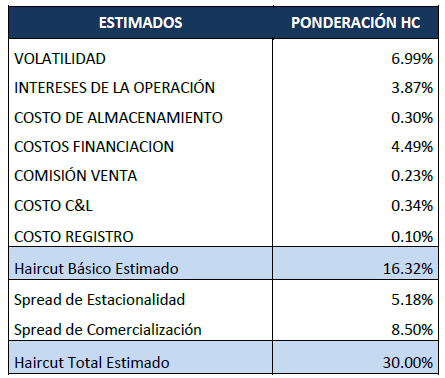 ESTIMADOS PONDERACIÓN HC
VOLATILIDAD 6.99%
INTERESES DE LA OPERACIÓN 3.87%
COSTO DE ALMACENAMIENTO 0.30%
COSTOS FINANCIACION 4.49%
COMISIÓN VENTA 0.23%
COSTO C&L 0.34%
COSTO REGISTRO 0.10%
Haircut Básico Estimado 16.32%
Spread de Estacionalidad 5.18%
Spread de Comercialización 8.50%
Haircut Total Estimado 30.00%